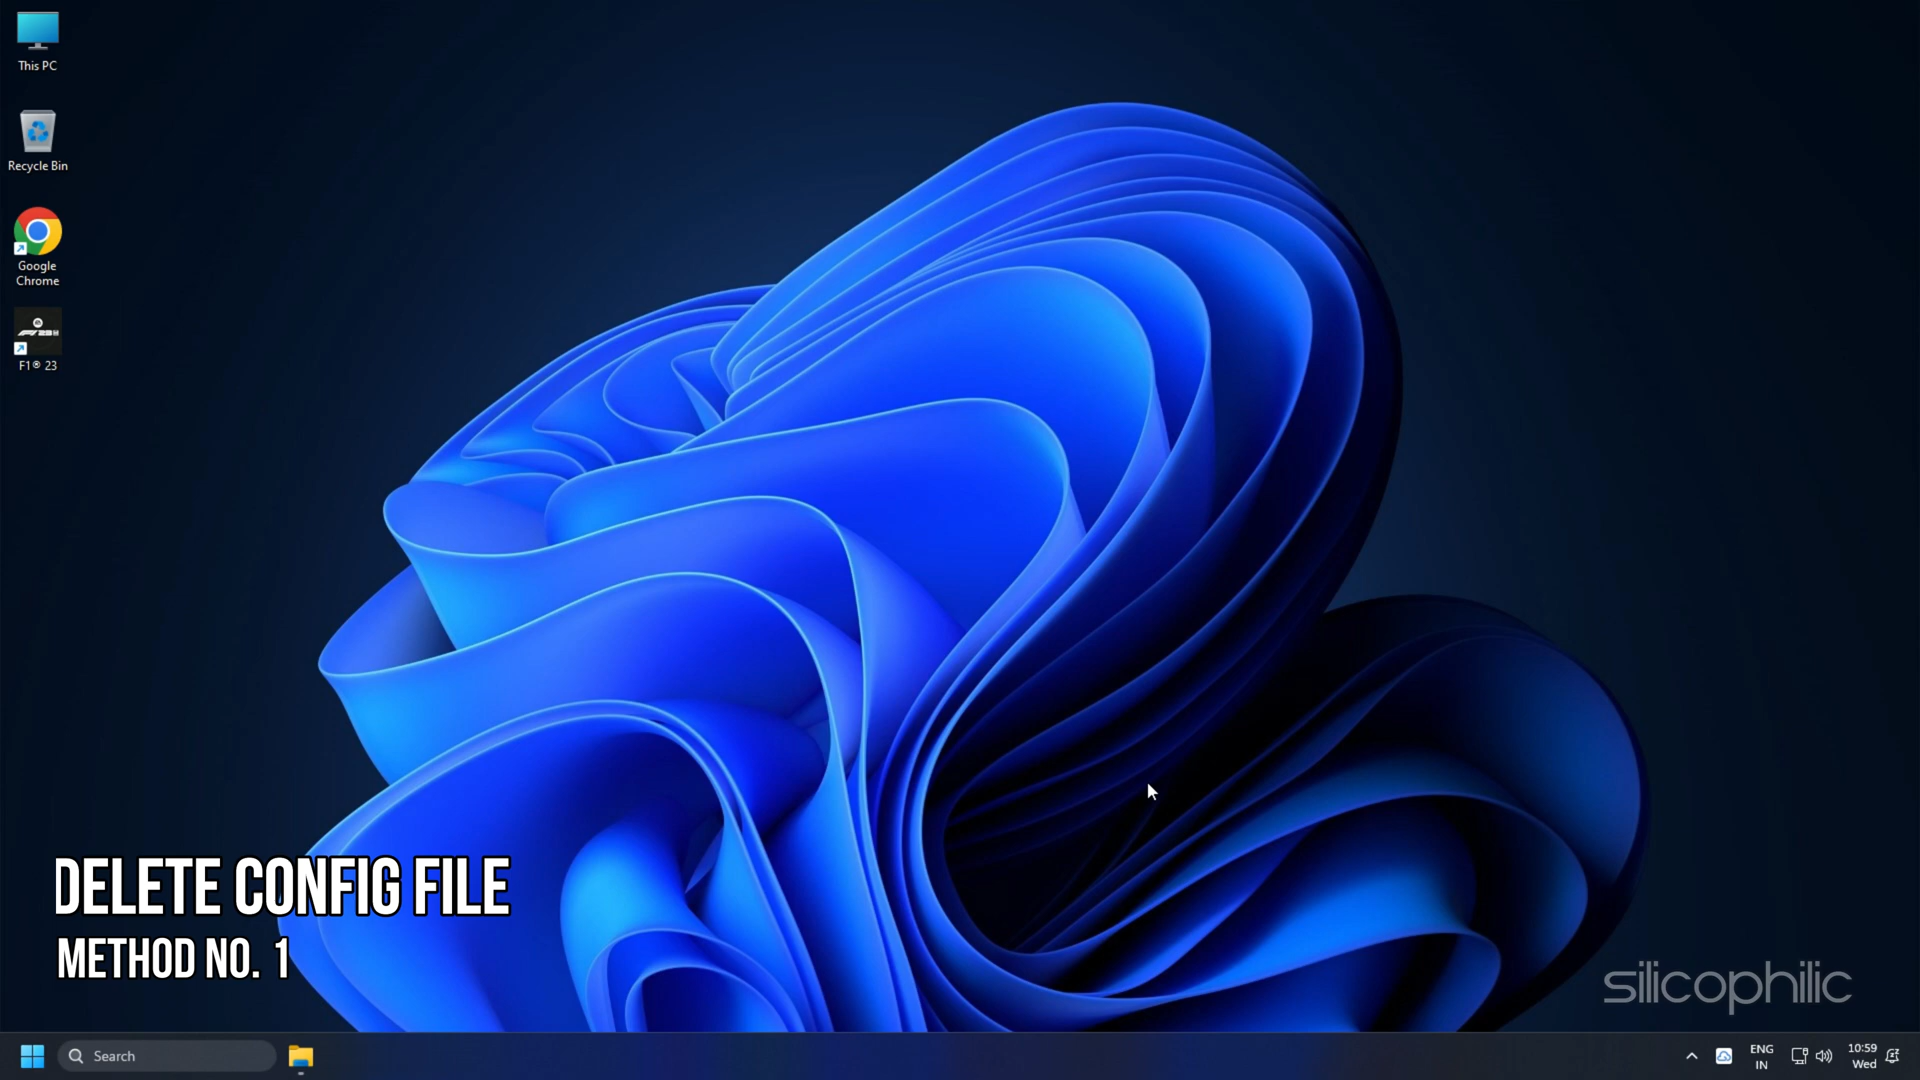 This PC
Recycle Bin
Google
Chrome
F1® 23
DELETE CONFIG FILE
METHOD NO. 1
silicophilic
Search
ENG
IN
10:59
Wed